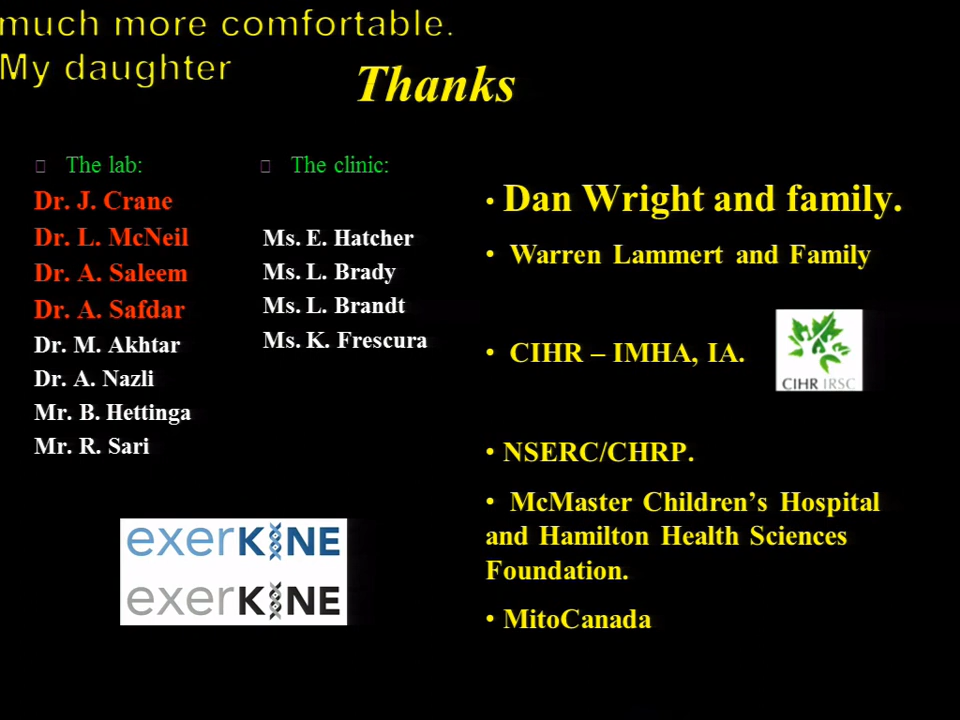 much more comfortable.
My daughter
Thanks
The lab:
Dr. J. Crane
Dr. L. McNeil
Dr. A. Saleem
Dr. A. Safdar
Dr. M. Akhtar
Dr. A. Nazli
Mr. B. Hettinga
Mr. R. Sari
The clinic:
Ms. E. Hatcher
Ms. L. Brady
Ms. L. Brandt
Ms. K. Frescura
• Dan Wright and family.
• Warren Lammert and Family
• CIHR – IMHA, IA.
CIHR IRSC
• NSERC/CHRP.
• McMaster Children’s Hospital
and Hamilton Health Sciences
Foundation.
• MitoCanada
exerKINE
exerKINE